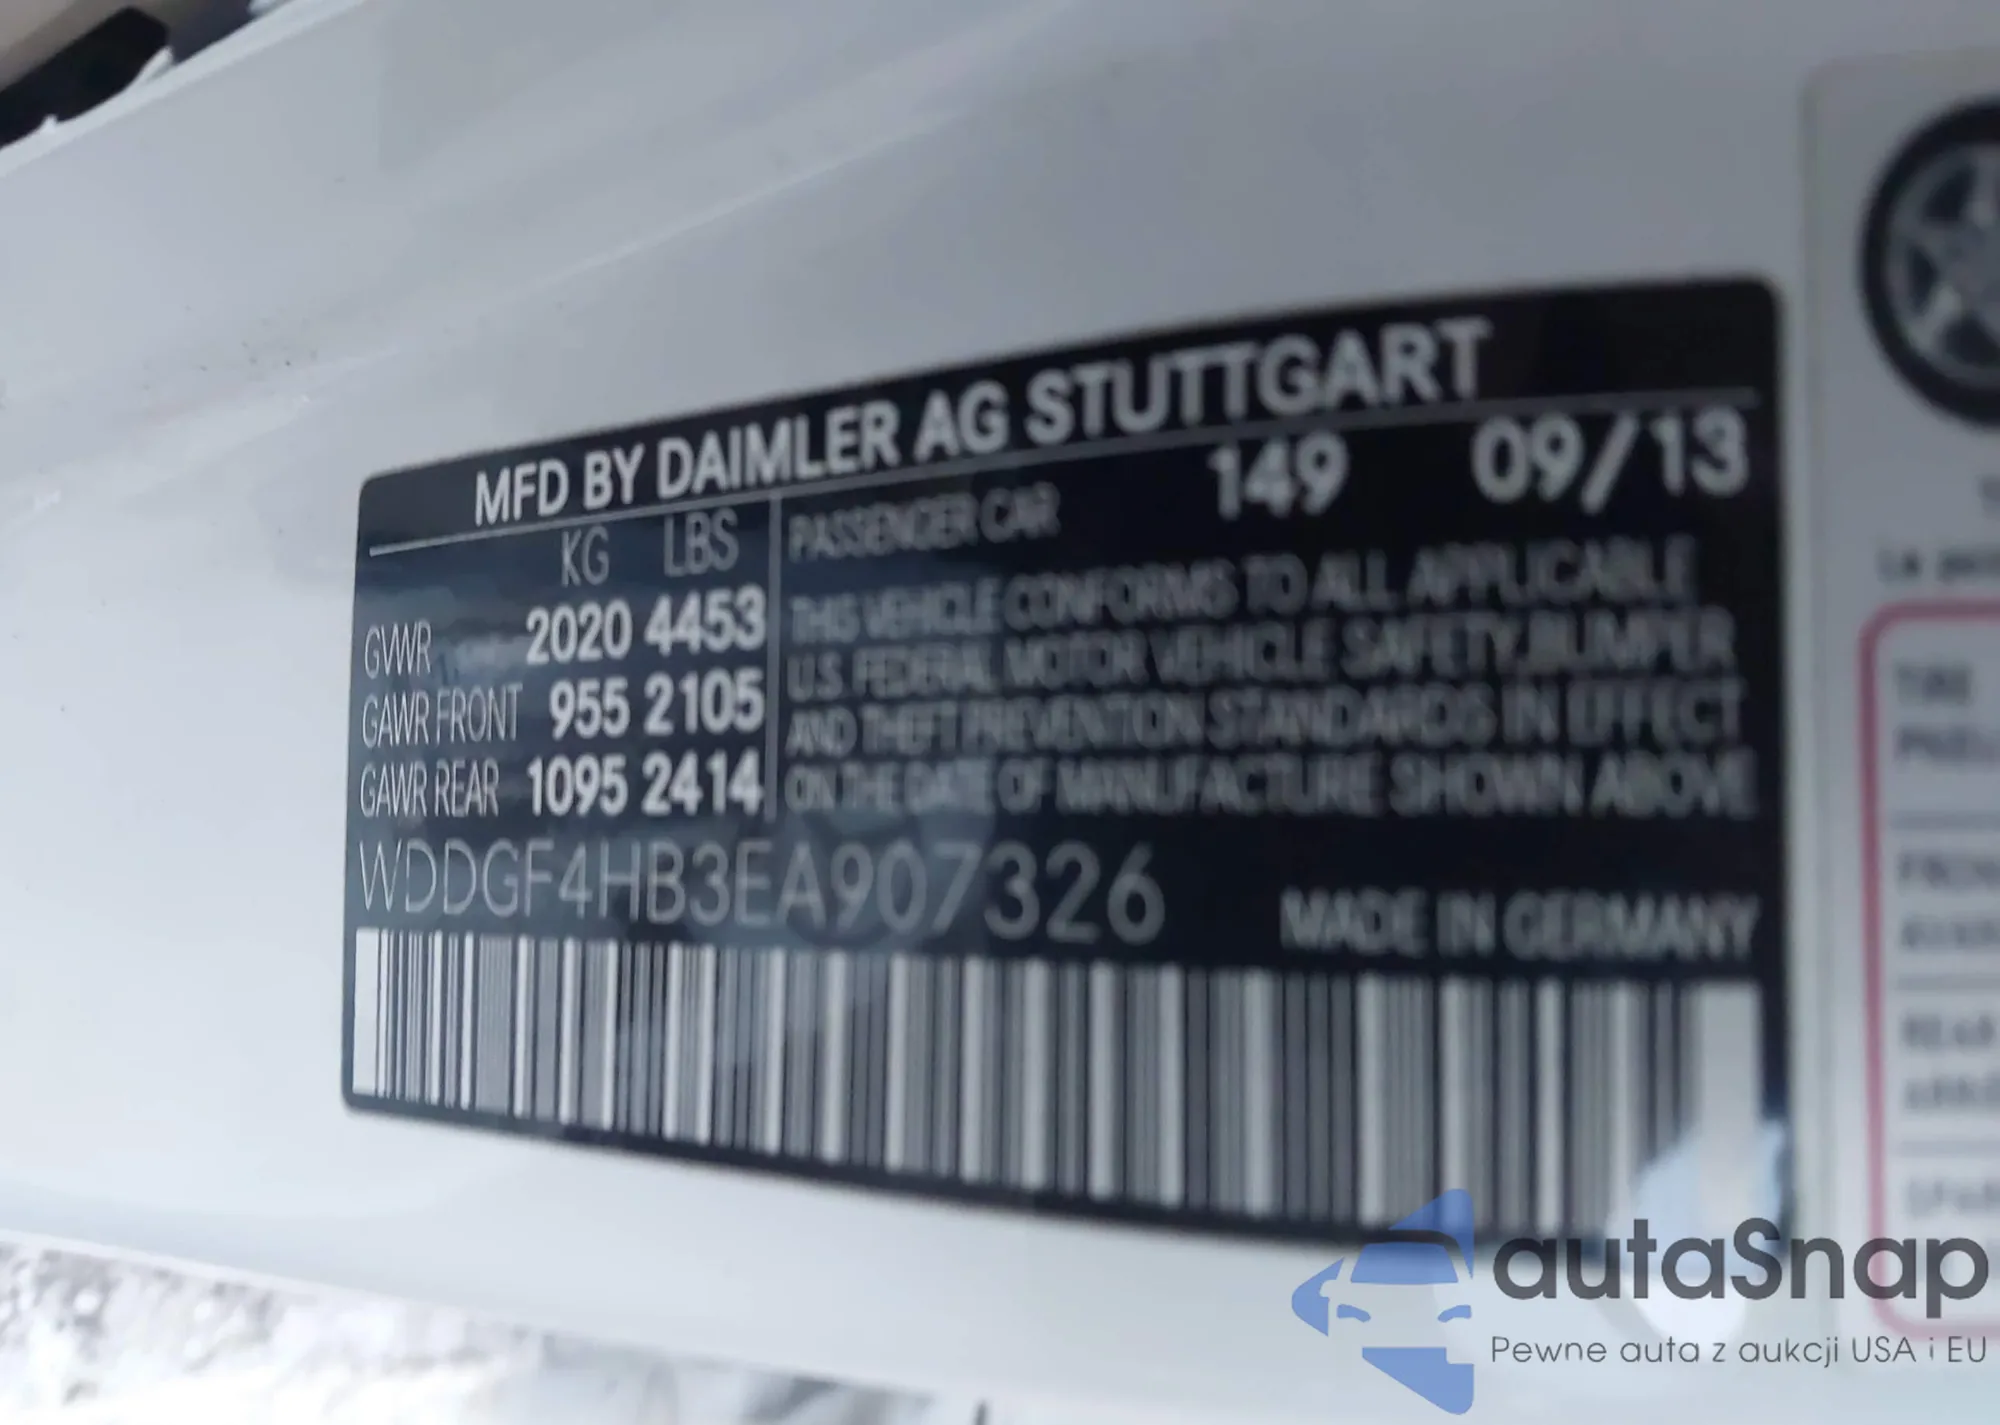 MFD BY DAIMLER AG STUTTGART
KG LBS
GVWR 2020 4453
GAWR FRONT 955 2105
GAWR REAR 1095 2414
PASSENGER CAR 149 09/13
THIS VEHICLE CONFORMS TO ALL APPLICABLE
U.S. FEDERAL MOTOR VEHICLE SAFETY,BUMPER
AND THEFT PREVENTION STANDARDS IN EFFECT
ON THE DATE OF MANUFACTURE SHOWN ABOVE
WDDGF4HB3EA907326
MADE IN GERMANY
TIRE
REAR
autaSnap
Pewne auta z aukcji USA i EU